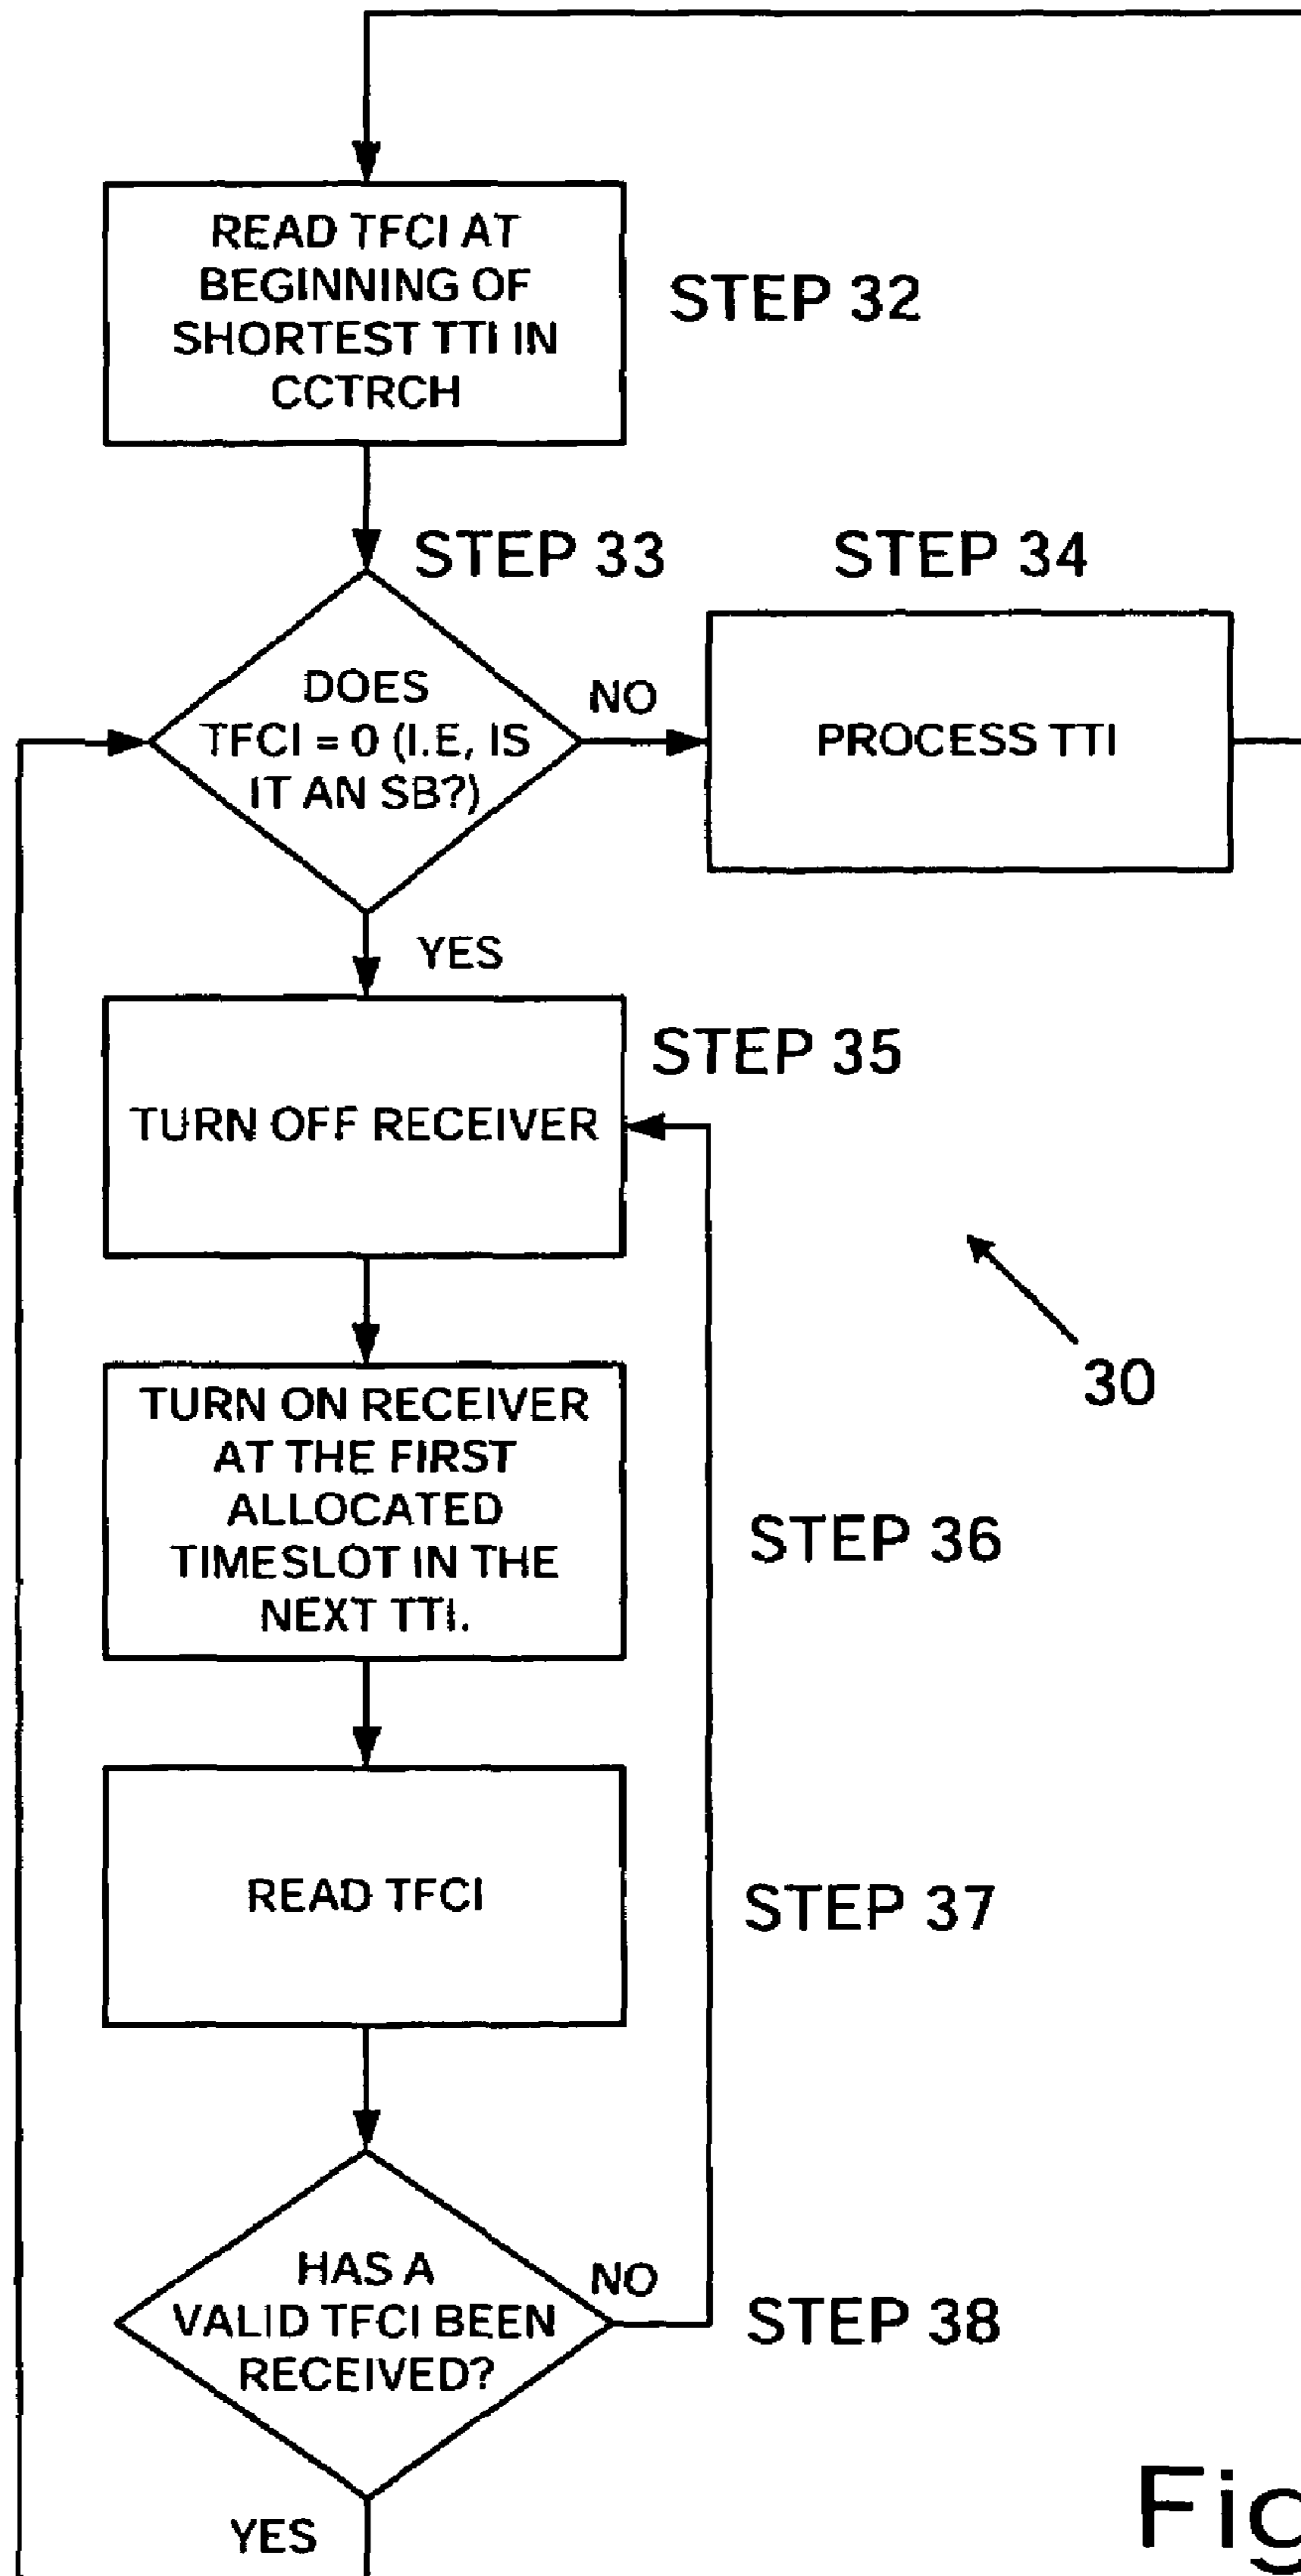 READ TFCI AT
BEGINNING OF
SHORTEST TTI IN
CCTRCH
STEP 32
STEP 33
STEP 34
DOES
TFCI = 0 (I.E, IS
IT AN SB?)
NO
PROCESS TTI
YES
STEP 35
TURN OFF RECEIVER
30
TURN ON RECEIVER
AT THE FIRST
ALLOCATED
TIMESLOT IN THE
NEXT TTI.
STEP 36
READ TFCI
STEP 37
HAS A
VALID TFCI BEEN
RECEIVED?
NO
STEP 38
YES
Fig